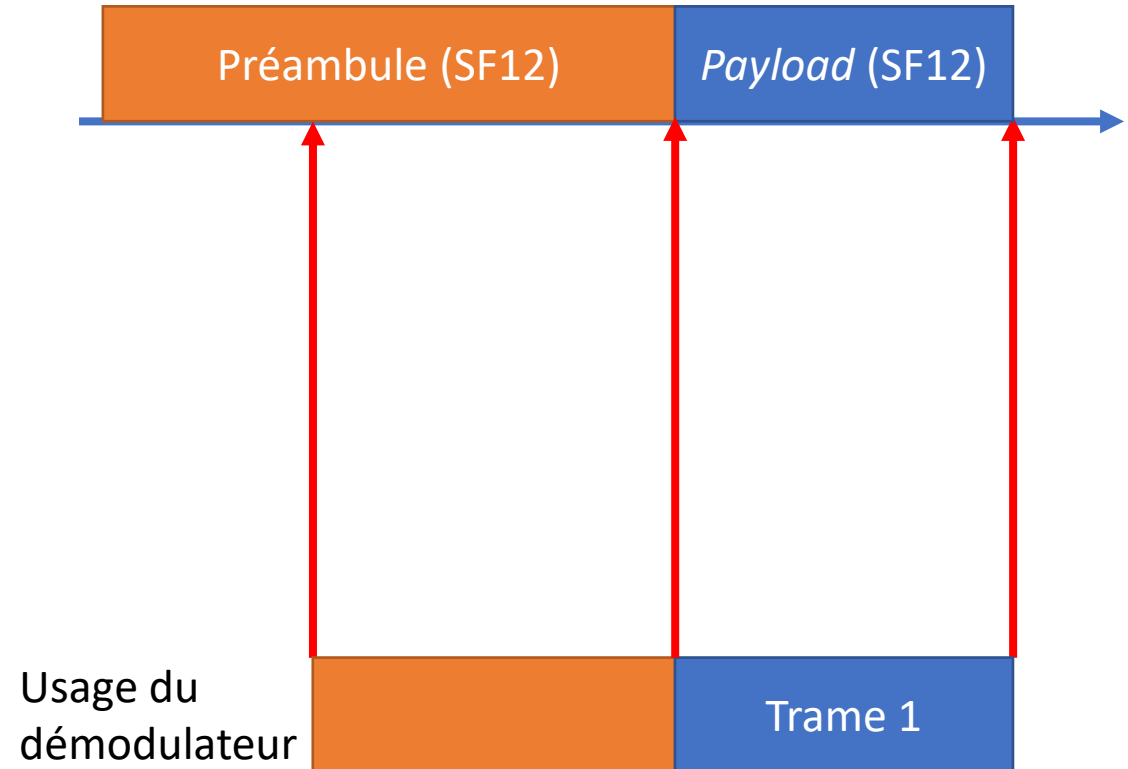 Préambule (SF12)
Payload (SF12)
Usage du
démodulateur
Trame 1